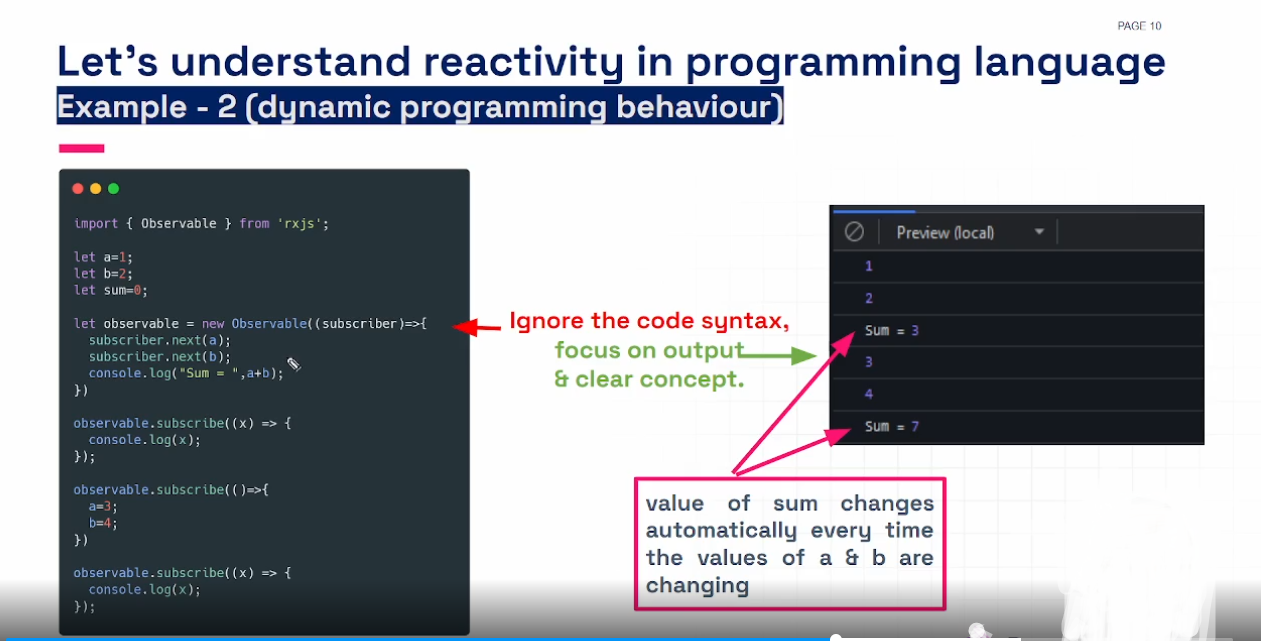 PAGE 10
Let's understand reactivity in programming language
Example - 2 (dynamic programming behaviour)
import { Observable } from 'rxjs';
let a=1;
let b=2;
let sum=0;
let observable = new Observable((subscriber)=>{
subscriber.next(a);
subscriber.next(b);
console.log("Sum = ",a+b);
})
observable.subscribe((x) => {
console.log(x);
});
observable.subscribe(()=>{
a=3;
b=4;
})
observable.subscribe((x) => {
console.log(x);
});
Ignore the code syntax,
focus on output
& clear concept.
Preview (local)
1
2
Sum = 3
3
4
Sum = 7
value of sum changes
automatically every time
the values of a & b are
changing